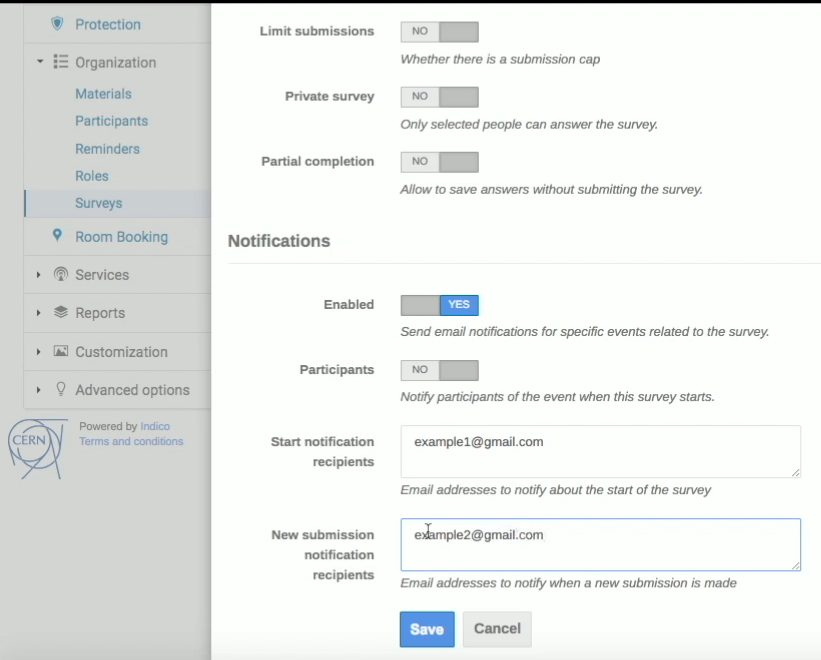 Protection
Organization
Materials
Participants
Reminders
Roles
Surveys
Room Booking
Services
Reports
Customization
Advanced options
CERN
Powered by Indico
Terms and conditions
Limit submissions NO
Whether there is a submission cap
Private survey NO
Only selected people can answer the survey.
Partial completion NO
Allow to save answers without submitting the survey.
Notifications
Enabled YES
Send email notifications for specific events related to the survey.
Participants NO
Notify participants of the event when this survey starts.
Start notification
recipients
example1@gmail.com
Email addresses to notify about the start of the survey
New submission
notification
recipients
example2@gmail.com
Email addresses to notify when a new submission is made
Save Cancel